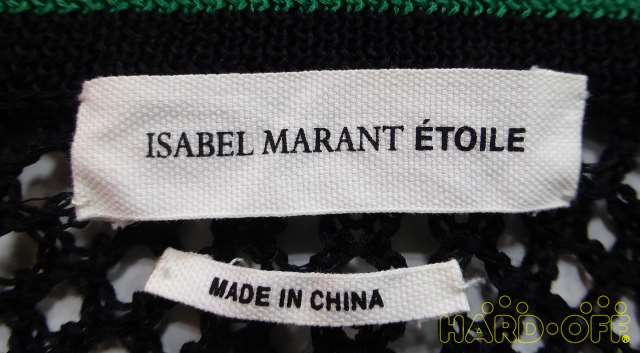 ISABEL MARANT ÉTOILE
MADE IN CHINA
HARD·OFF